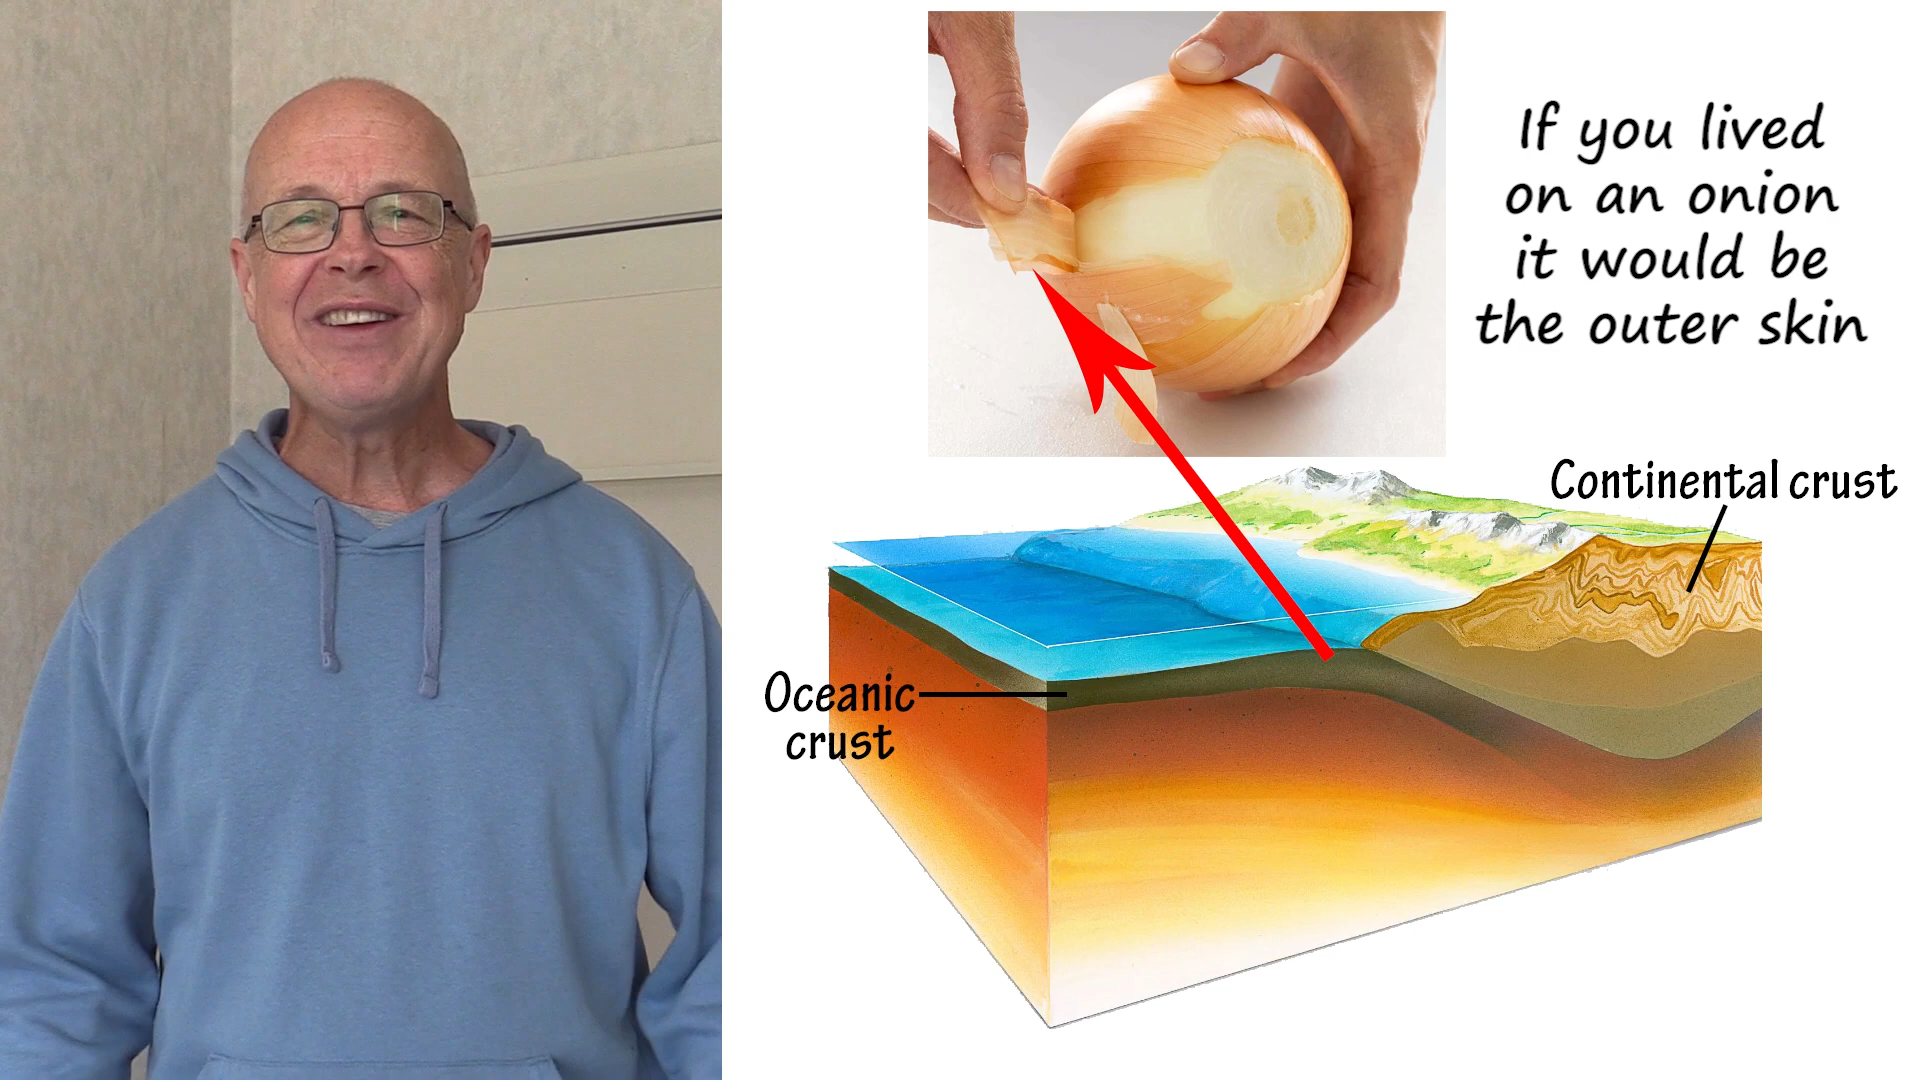 If you lived
on an onion
it would be
the outer skin
Continental crust
Oceanic
crust